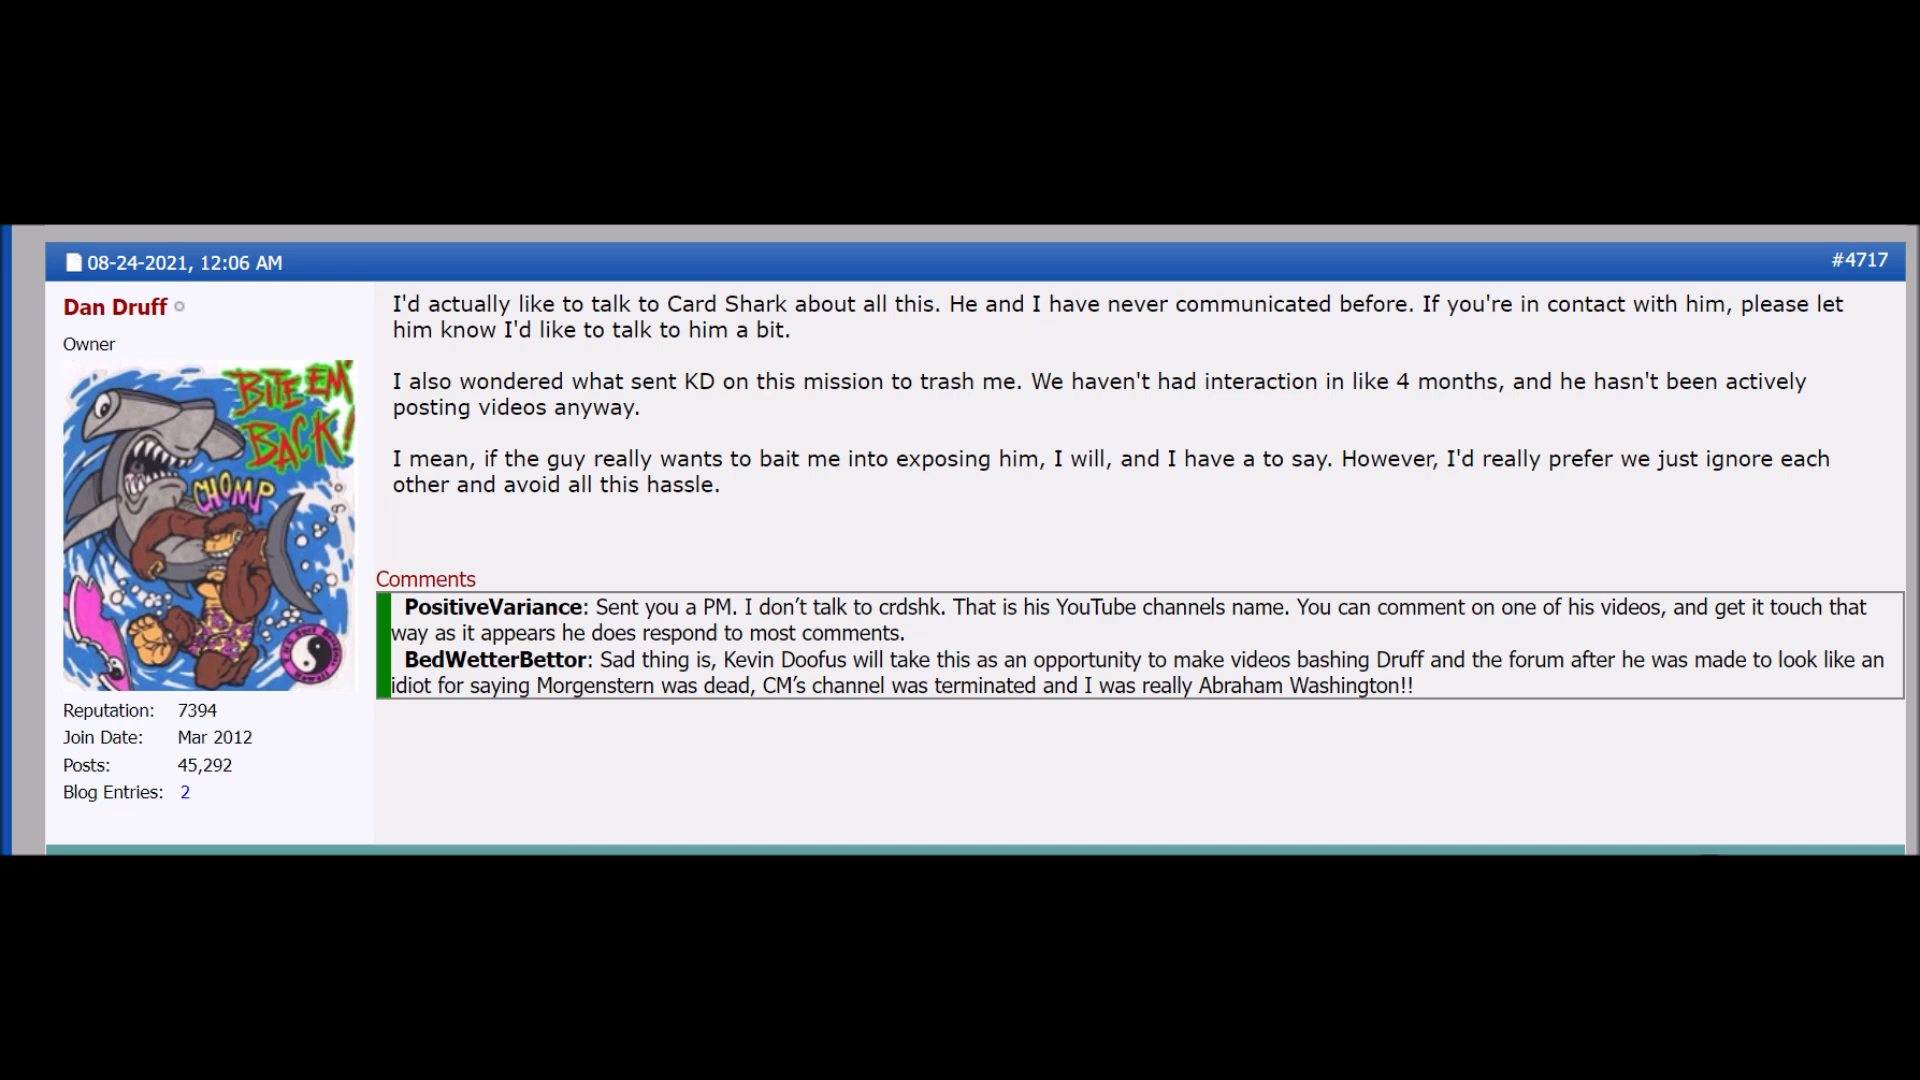 08-24-2021, 12:06 AM
#4717
Dan Druff
Owner
BITE EM BACK!
CHOMP
Reputation: 7394
Join Date: Mar 2012
Posts: 45,292
Blog Entries: 2
I'd actually like to talk to Card Shark about all this. He and I have never communicated before. If you're in contact with him, please let
him know I'd like to talk to him a bit.
I also wondered what sent KD on this mission to trash me. We haven't had interaction in like 4 months, and he hasn't been actively
posting videos anyway.
I mean, if the guy really wants to bait me into exposing him, I will, and I have a to say. However, I'd really prefer we just ignore each
other and avoid all this hassle.
Comments
PositiveVariance: Sent you a PM. I don’t talk to crdshk. That is his YouTube channels name. You can comment on one of his videos, and get it touch that
way as it appears he does respond to most comments.
BedWetterBettor: Sad thing is, Kevin Doofus will take this as an opportunity to make videos bashing Druff and the forum after he was made to look like an
idiot for saying Morgenstern was dead, CM’s channel was terminated and I was really Abraham Washington!!